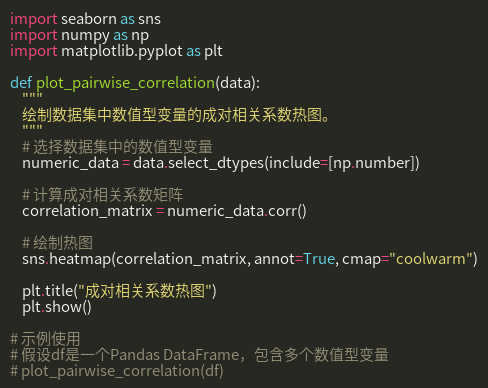 import seaborn as sns
import numpy as np
import matplotlib.pyplot as plt
def plot_pairwise_correlation(data):
"""
绘制数据集中数值型变量的成对相关系数热图。
"""
# 选择数据集中的数值型变量
numeric_data = data.select_dtypes(include=[np.number])
# 计算成对相关系数矩阵
correlation_matrix = numeric_data.corr()
# 绘制热图
sns.heatmap(correlation_matrix, annot=True, cmap="coolwarm")
plt.title("成对相关系数热图")
plt.show()
# 示例使用
# 假设df是一个Pandas DataFrame，包含多个数值型变量
# plot_pairwise_correlation(df)